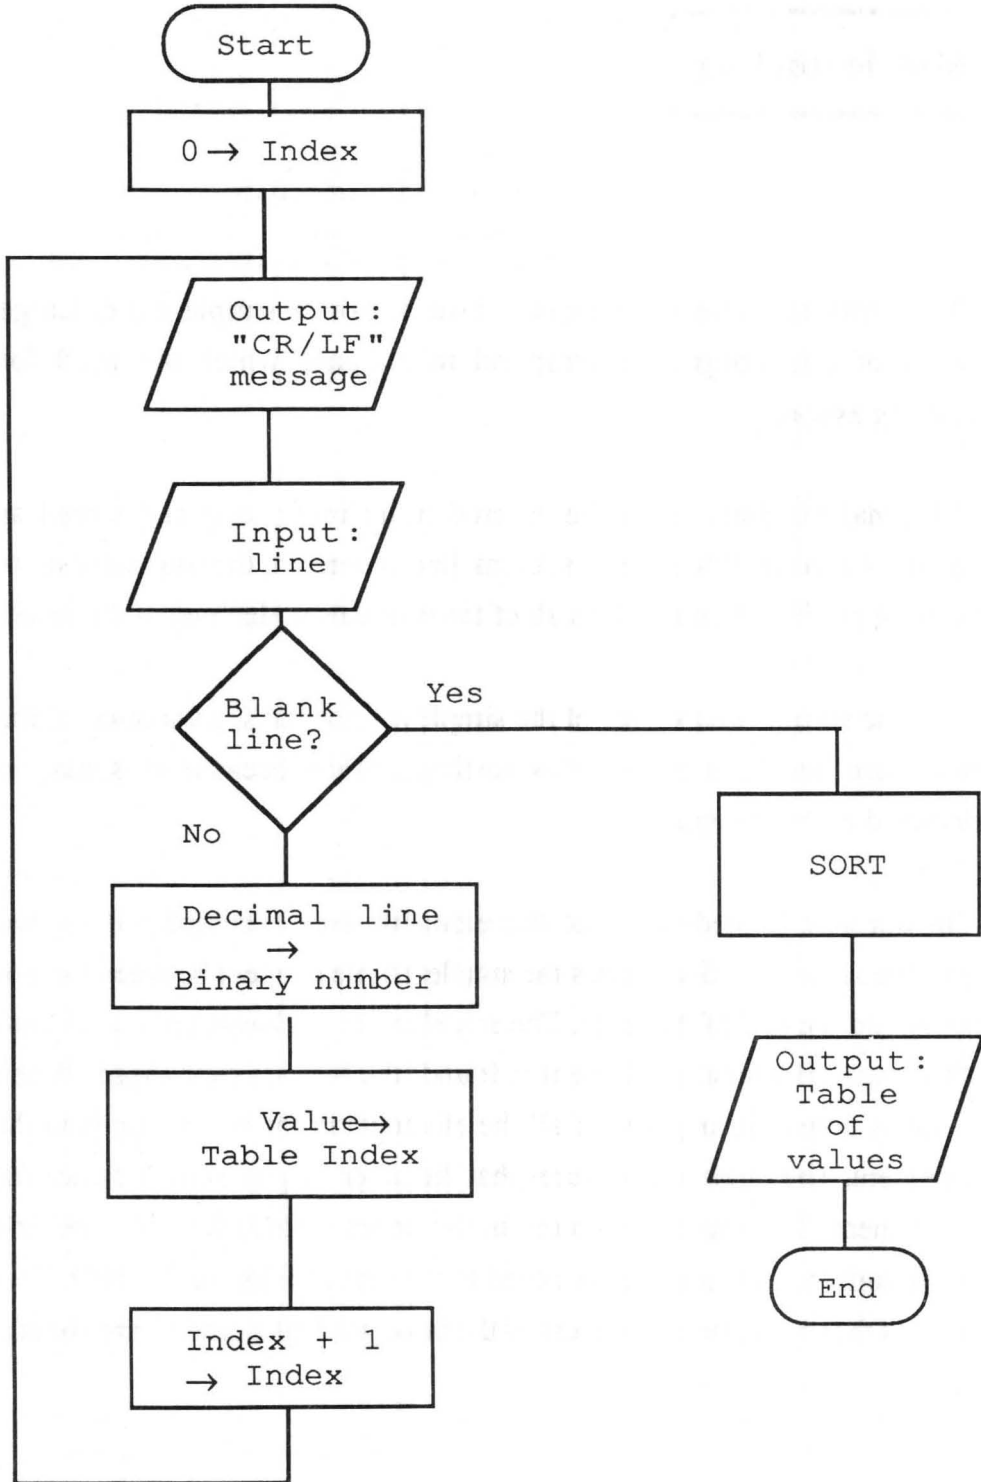 Start
0 → Index
Output:
"CR/LF"
message
Input:
line
Blank
line?
Yes
No
Decimal line
→
Binary number
Value→
Table Index
Index + 1
→ Index
SORT
Output:
Table
of
values
End